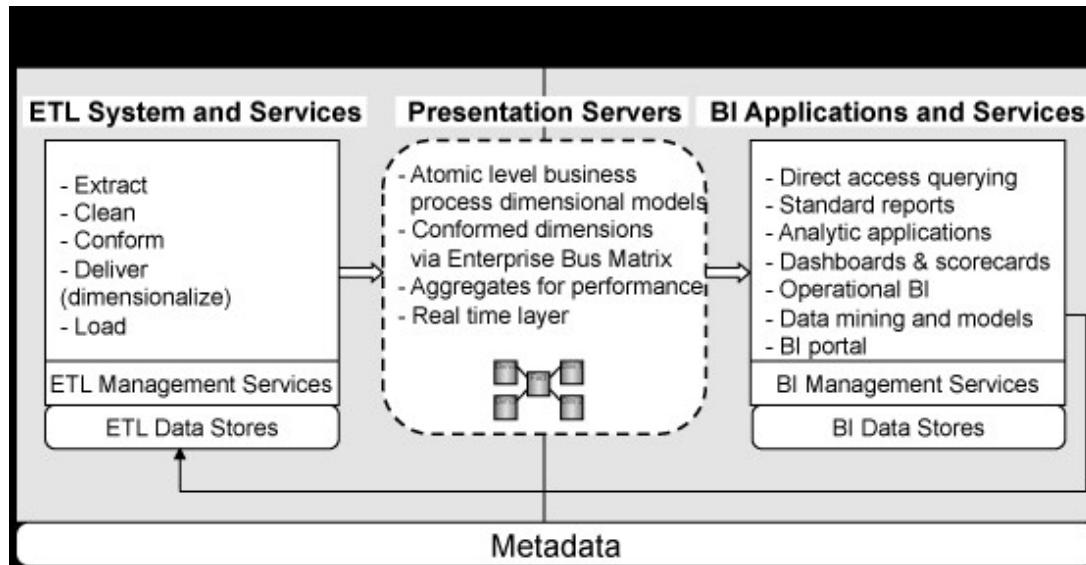 ETL System and Services
- Extract
- Clean
- Conform
- Deliver
(dimensionalize)
- Load
ETL Management Services
ETL Data Stores
Presentation Servers
- Atomic level business
process dimensional models
- Conformed dimensions
via Enterprise Bus Matrix
- Aggregates for performance
- Real time layer
BI Applications and Services
- Direct access querying
- Standard reports
- Analytic applications
- Dashboards & scorecards
- Operational BI
- Data mining and models
- BI portal
BI Management Services
BI Data Stores
Metadata